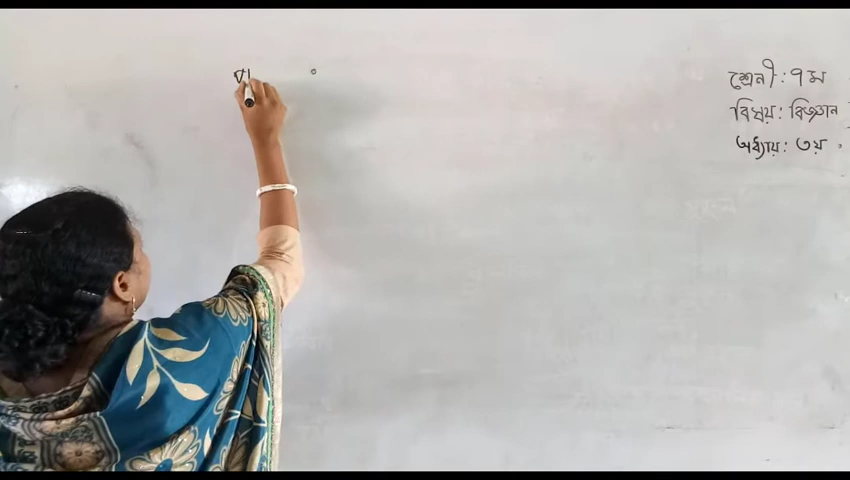 শ্রেনী : ৭ম
বিষয় : বিজ্ঞান
অধ্যায় : ৩য়